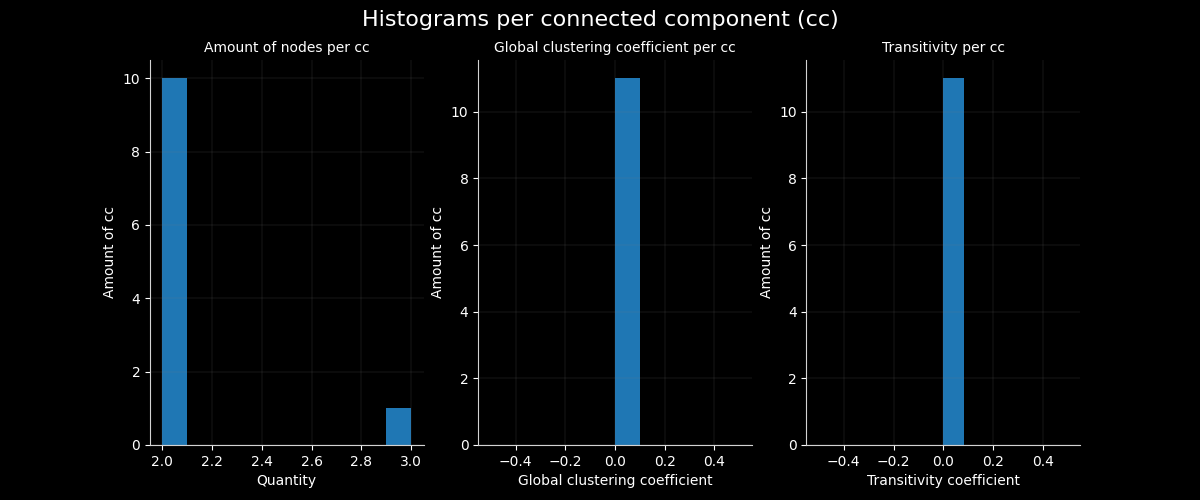 Histograms per connected component (cc)
Amount of nodes per cc
Amount of cc
10
8
6
4
2
0
2.0 2.2 2.4 2.6 2.8 3.0
Quantity
Global clustering coefficient per cc
Amount of cc
10
8
6
4
2
0
−0.4 −0.2 0.0 0.2 0.4
Global clustering coefficient
Transitivity per cc
Amount of cc
10
8
6
4
2
0
−0.4 −0.2 0.0 0.2 0.4
Transitivity coefficient